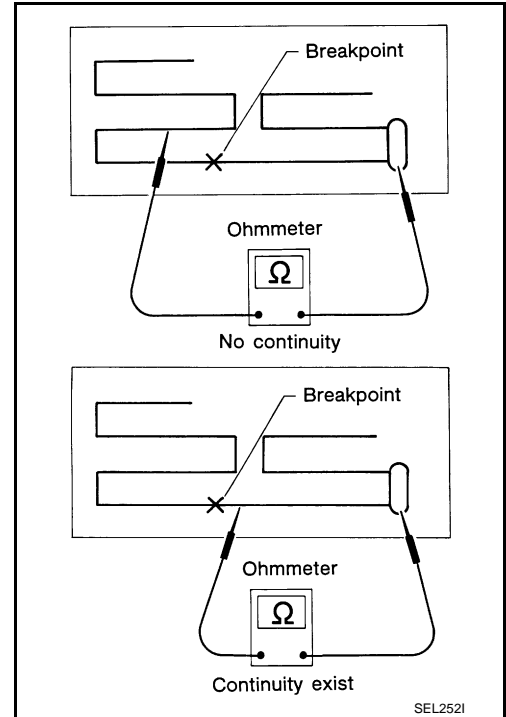 Breakpoint
Ohmmeter
Ω
No continuity
Breakpoint
Ohmmeter
Ω
Continuity exist
SEL252I